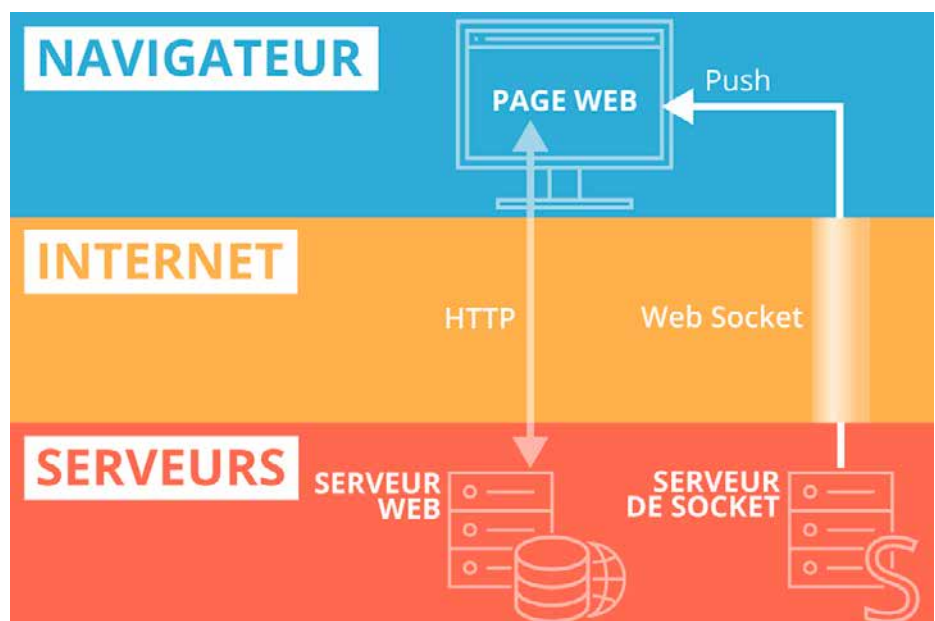 NAVIGATEUR
PAGE WEB
Push
INTERNET
HTTP
Web Socket
SERVEURS
SERVEUR
WEB
SERVEUR
DE SOCKET
S